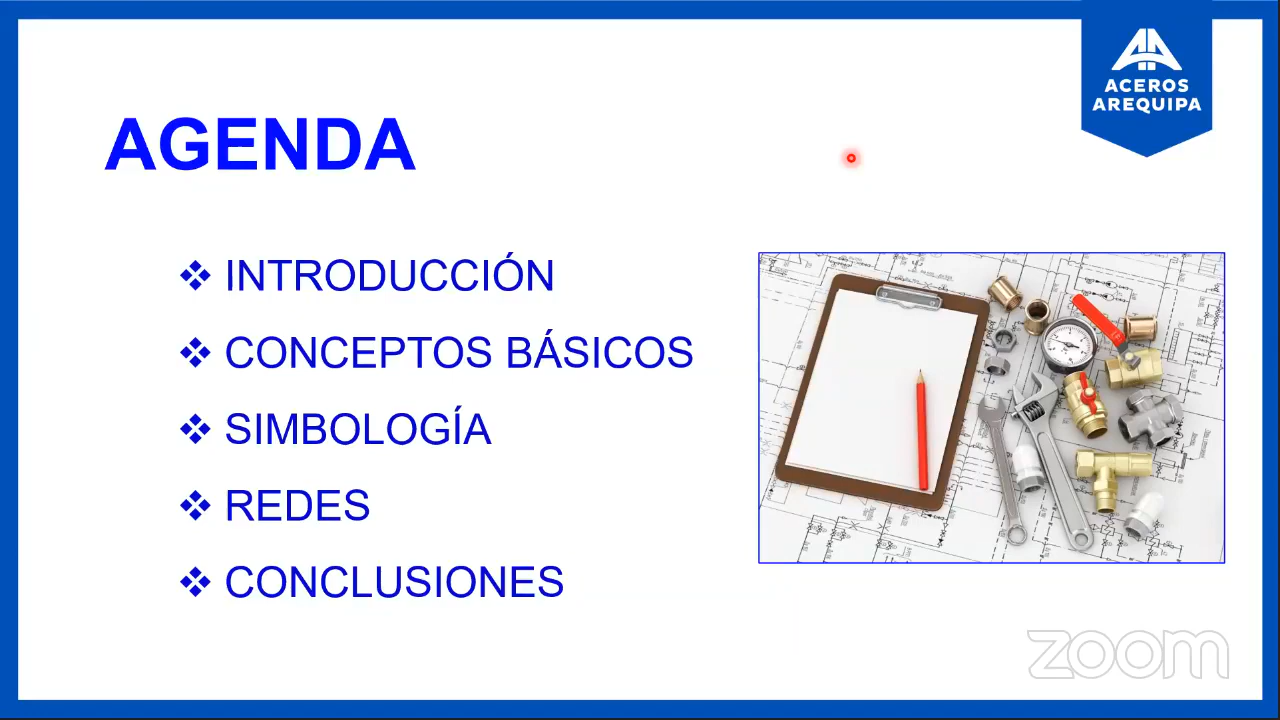 ACEROS
AREQUIPA
AGENDA
❖ INTRODUCCIÓN
❖ CONCEPTOS BÁSICOS
❖ SIMBOLOGÍA
❖ REDES
❖ CONCLUSIONES
zoom